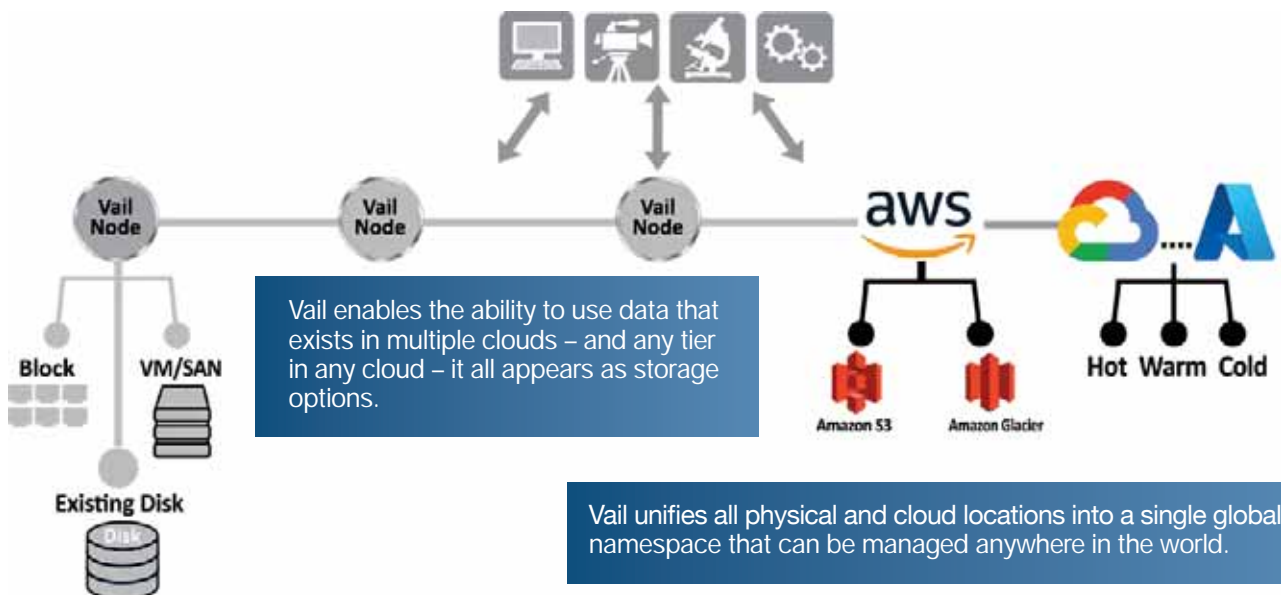 Vail
Node
Vail
Node
Vail
Node
aws
....
Block
VM/SAN
Existing Disk
Disk
Vail enables the ability to use data that
exists in multiple clouds – and any tier
in any cloud – it all appears as storage
options.
Amazon S3
Amazon Glacier
Hot Warm Cold
Vail unifies all physical and cloud locations into a single global
namespace that can be managed anywhere in the world.